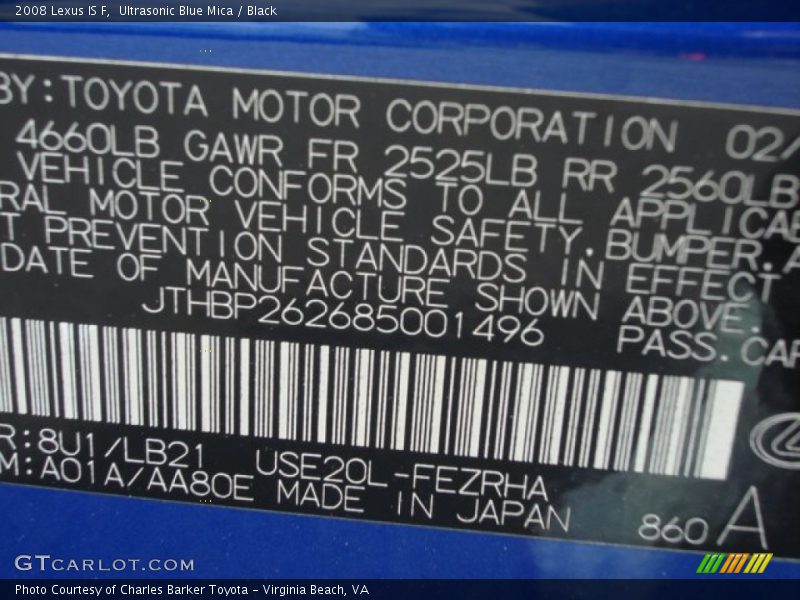 2008 Lexus IS F, Ultrasonic Blue Mica / Black
BY:TOYOTA MOTOR CORPORATION 02/
4660LB GAWR FR 2525LB RR 2560LB
VEHICLE CONFORMS TO ALL APPLICAB
RAL MOTOR VEHICLE SAFETY,BUMPER,A
T PREVENTION STANDARDS IN EFFECT
DATE OF MANUFACTURE SHOWN ABOVE.
JTHBP262685001496 PASS.CAR
R:8U1/LB21 USE20L-FEZRHA
M:A01A/AA80E MADE IN JAPAN 860 A
GTCARLOT.COM
Photo Courtesy of Charles Barker Toyota - Virginia Beach, VA